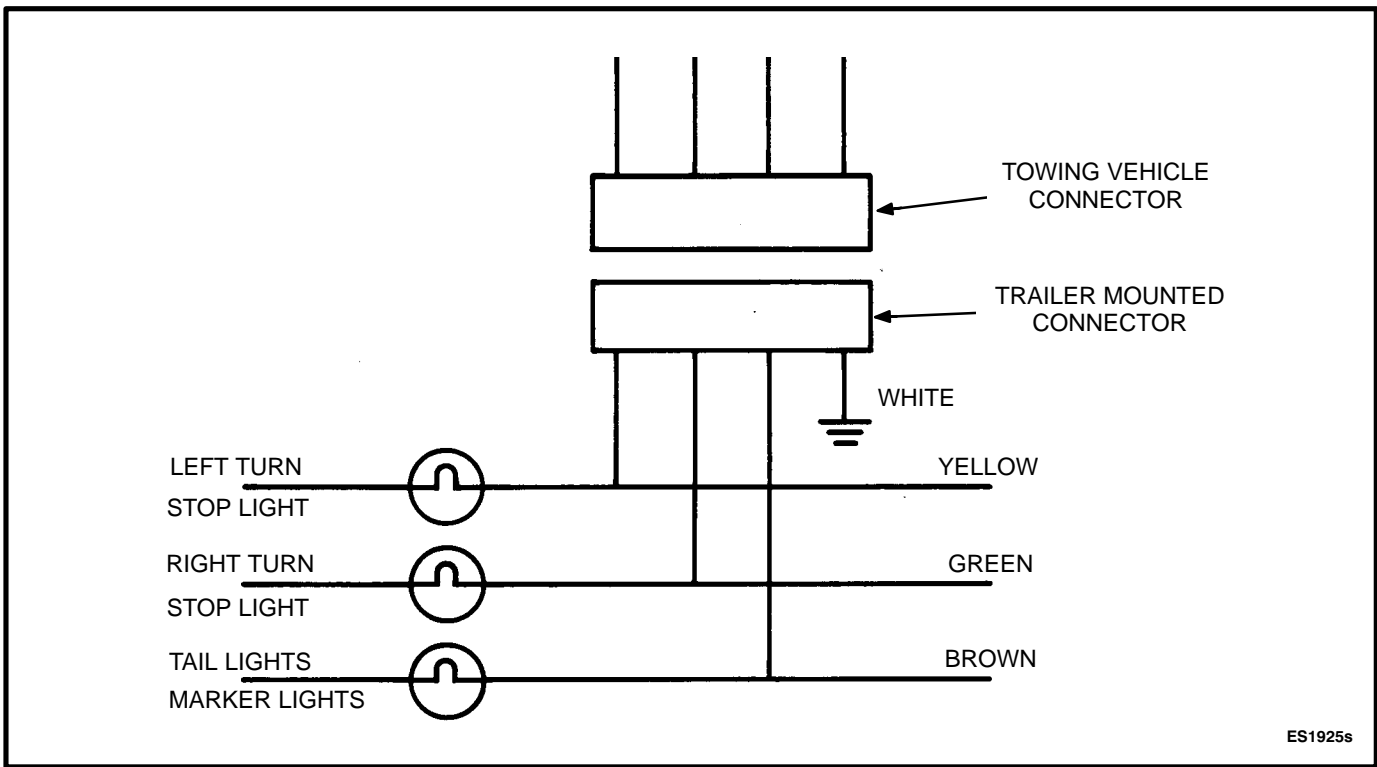 TOWING VEHICLE
CONNECTOR
TRAILER MOUNTED
CONNECTOR
WHITE
LEFT TURN
YELLOW
STOP LIGHT
RIGHT TURN
GREEN
STOP LIGHT
TAIL LIGHTS
BROWN
MARKER LIGHTS
ES1925s